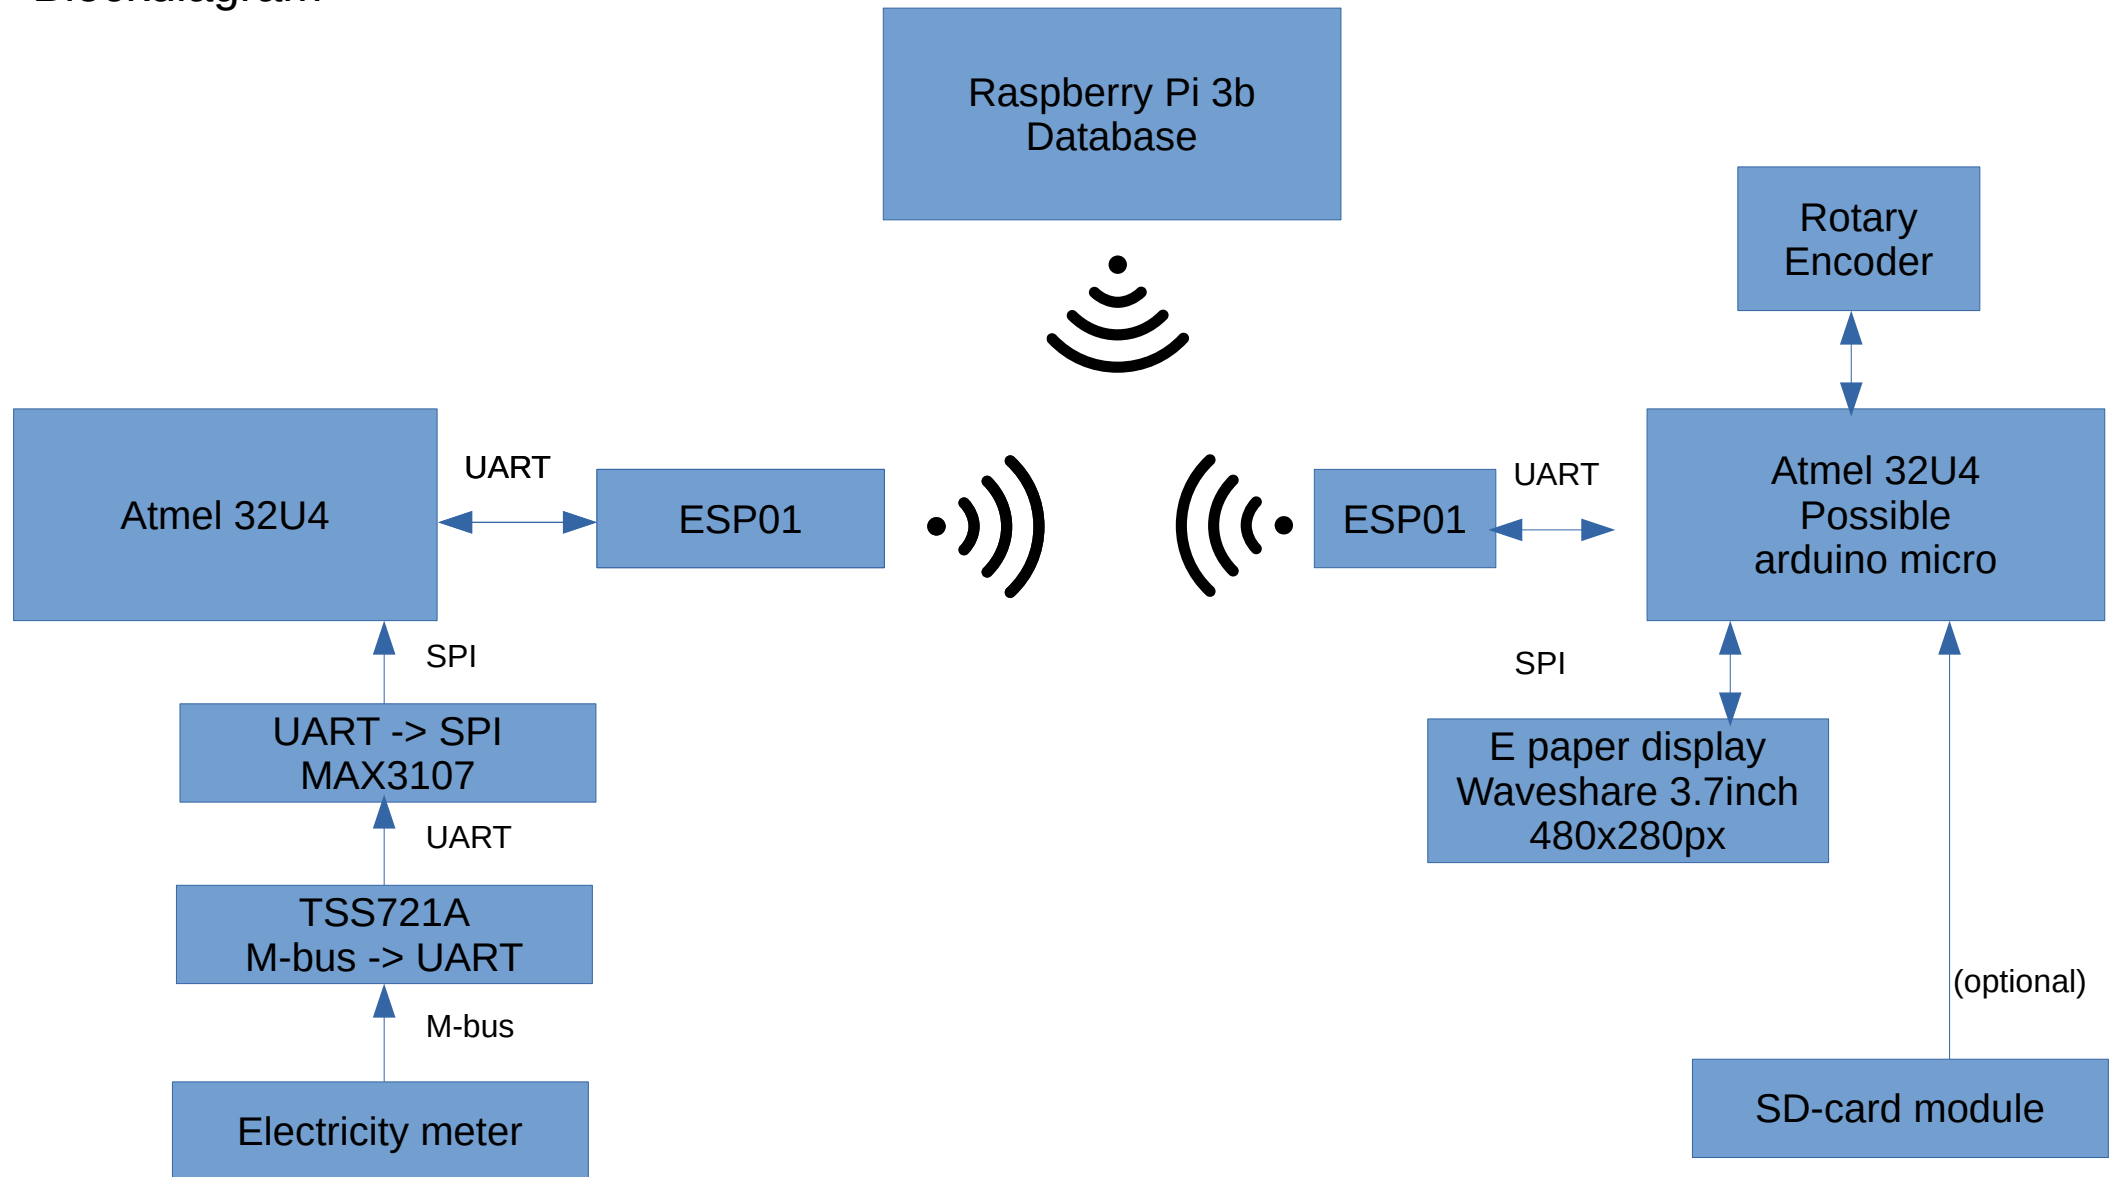 Blockdiagram
Raspberry Pi 3b
Database
Rotary
Encoder
Atmel 32U4
UART
ESP01
ESP01
UART
Atmel 32U4
Possible
arduino micro
SPI
SPI
UART -> SPI
MAX3107
E paper display
Waveshare 3.7inch
480x280px
UART
TSS721A
M-bus -> UART
(optional)
M-bus
Electricity meter
SD-card module